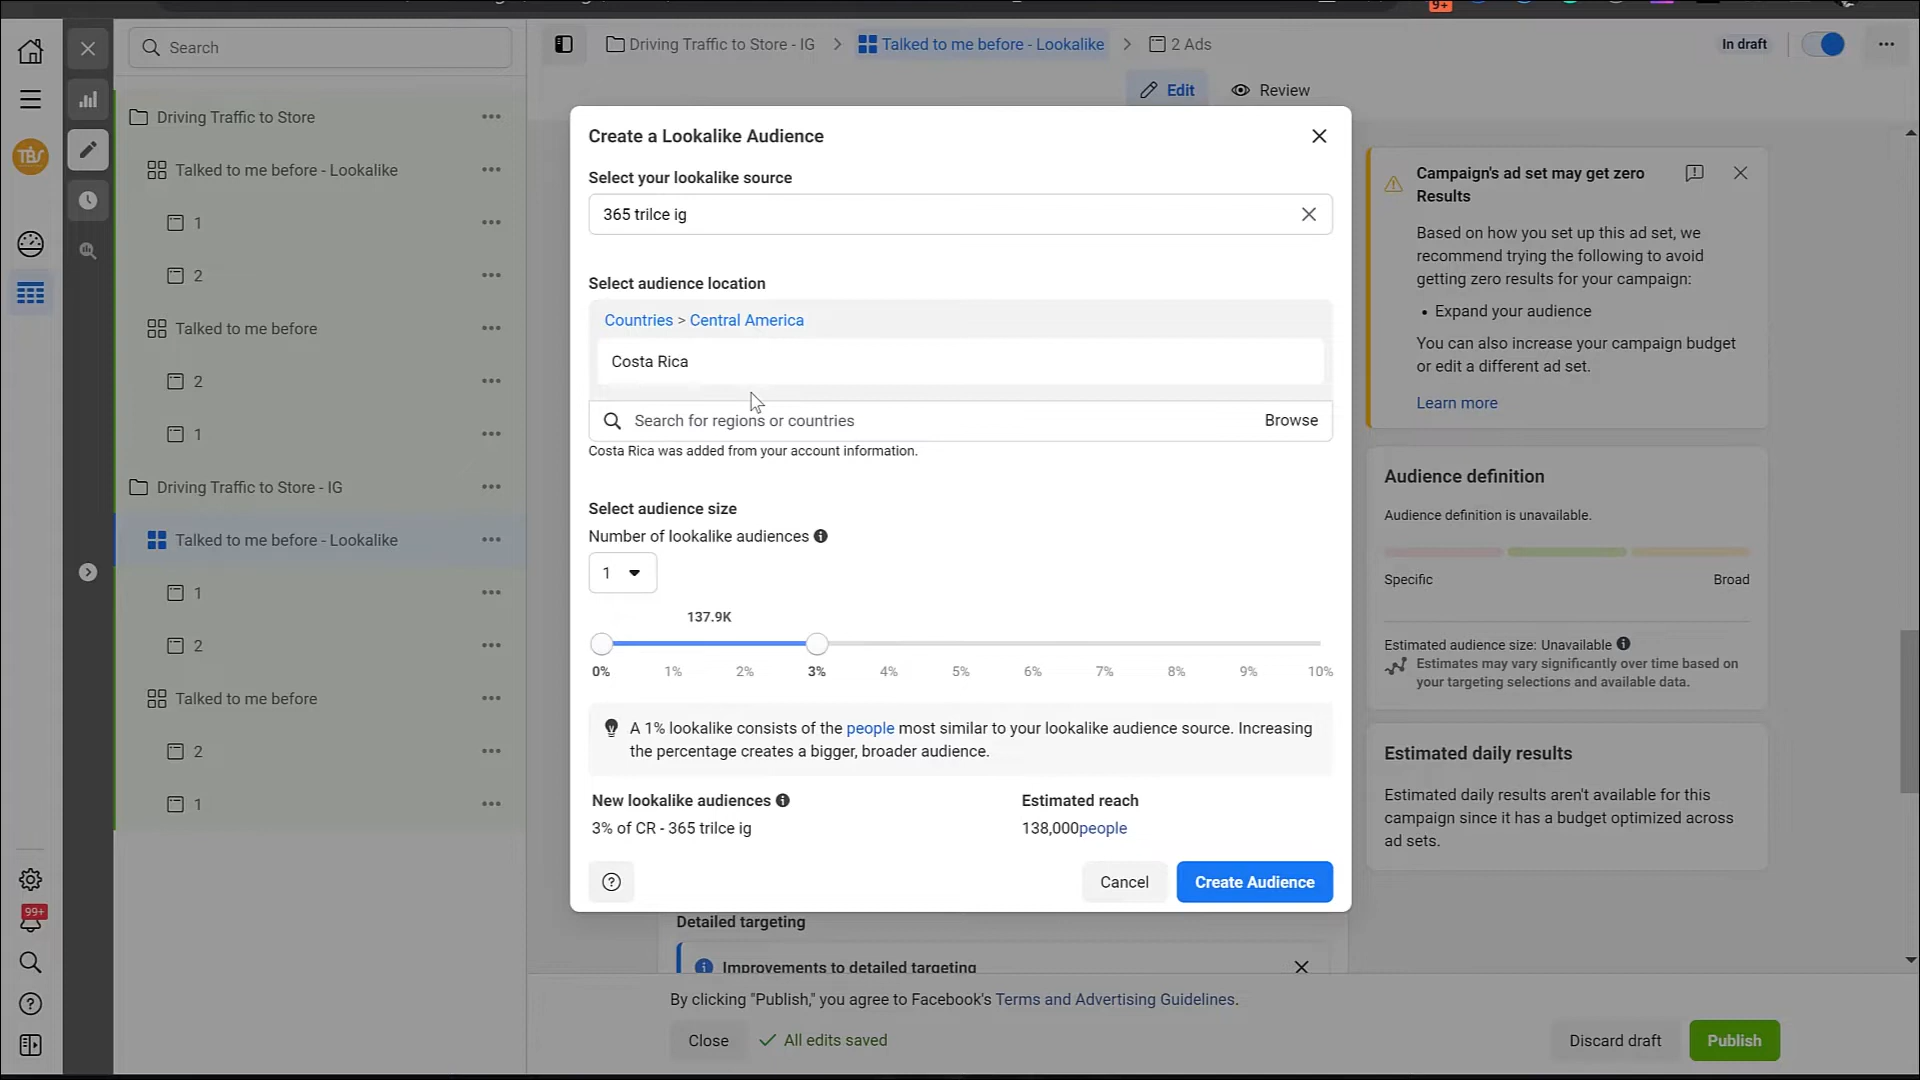 9+
Search
Driving Traffic to Store - IG
Talked to me before - Lookalike
2 Ads
In draft
Edit
Review
TBS
Driving Traffic to Store
Talked to me before - Lookalike
1
2
Talked to me before
2
1
Driving Traffic to Store - IG
Talked to me before - Lookalike
1
2
Talked to me before
2
1
99+
Create a Lookalike Audience
Select your lookalike source
365 trilce ig
Select audience location
Countries > Central America
Costa Rica
Search for regions or countries
Browse
Costa Rica was added from your account information.
Select audience size
Number of lookalike audiences
1
137.9K
0% 1% 2% 3% 4% 5% 6% 7% 8% 9% 10%
A 1% lookalike consists of the people most similar to your lookalike audience source. Increasing
the percentage creates a bigger, broader audience.
New lookalike audiences
Estimated reach
3% of CR - 365 trilce ig
138,000people
Cancel
Create Audience
Detailed targeting
Improvements to detailed targeting
By clicking "Publish," you agree to Facebook's Terms and Advertising Guidelines.
Close
All edits saved
Discard draft
Publish
Campaign's ad set may get zero
Results
Based on how you set up this ad set, we
recommend trying the following to avoid
getting zero results for your campaign:
• Expand your audience
You can also increase your campaign budget
or edit a different ad set.
Learn more
Audience definition
Audience definition is unavailable.
Specific
Broad
Estimated audience size: Unavailable
Estimates may vary significantly over time based on
your targeting selections and available data.
Estimated daily results
Estimated daily results aren't available for this
campaign since it has a budget optimized across
ad sets.